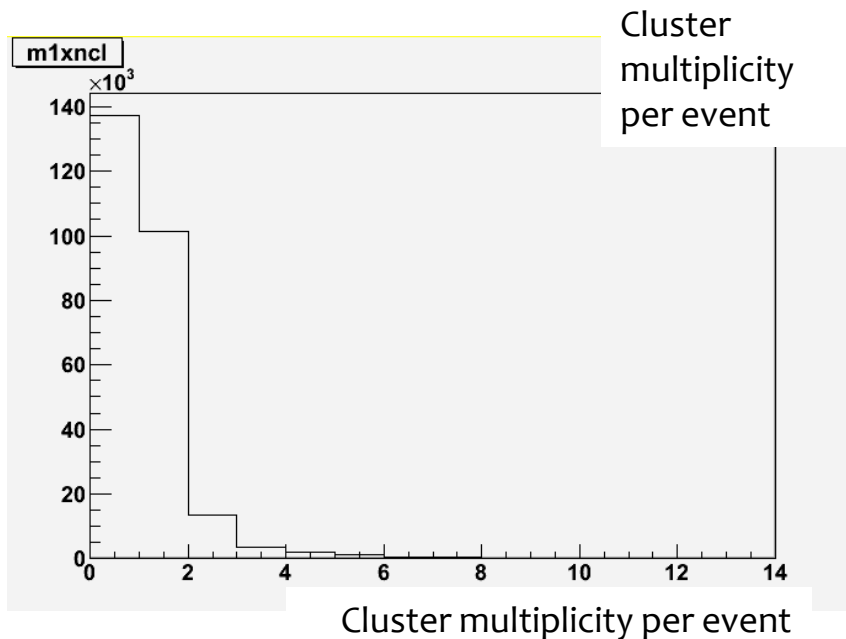 Cluster
multiplicity
per event
m1xncl
×10³
140
120
100
80
60
40
20
0
0 2 4 6 8 10 12 14
Cluster multiplicity per event